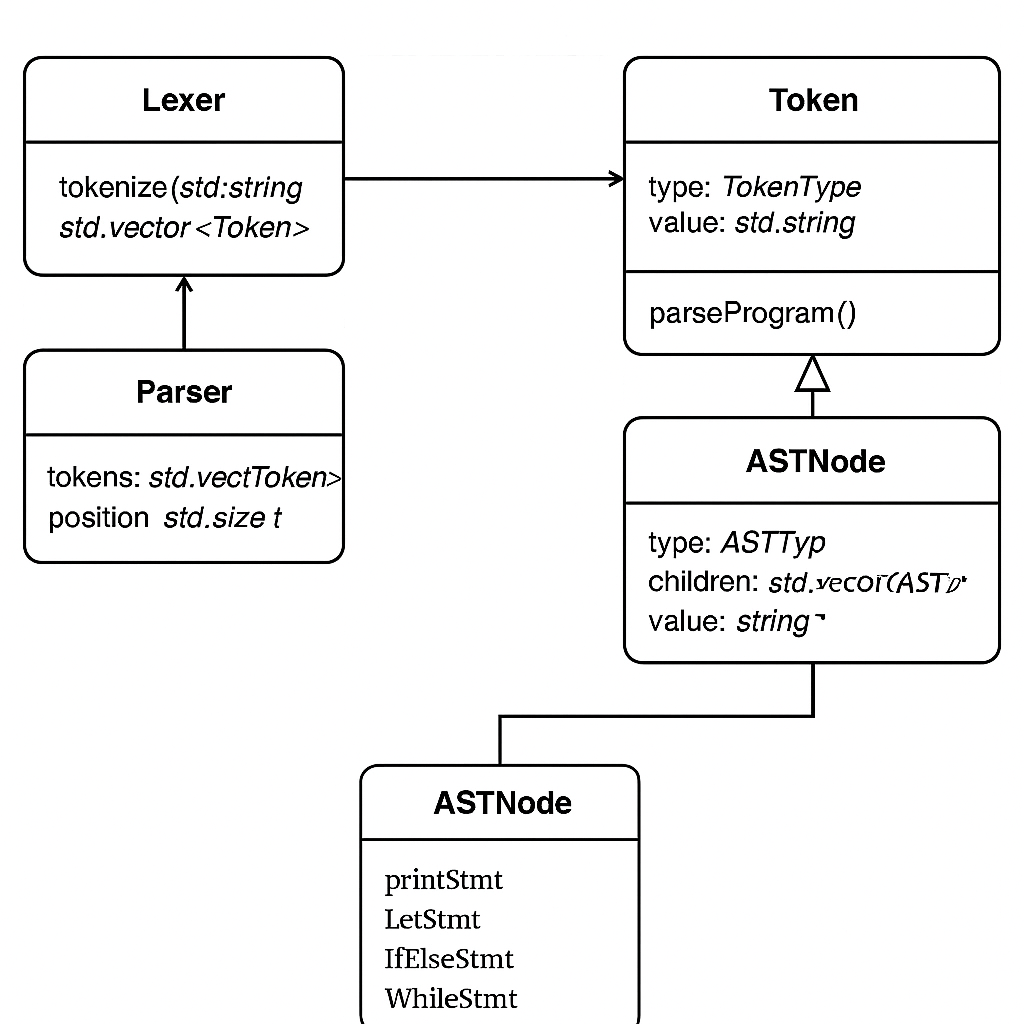 Lexer
tokenize(std:string
std.vector<Token>
Token
type: TokenType
value: std.string
parseProgram()
Parser
tokens: std.vectToken>
position std.size t
ASTNode
type: ASTTyp
children:
value: string
ASTNode
printStmt
LetStmt
IfElseStmt
WhileStmt